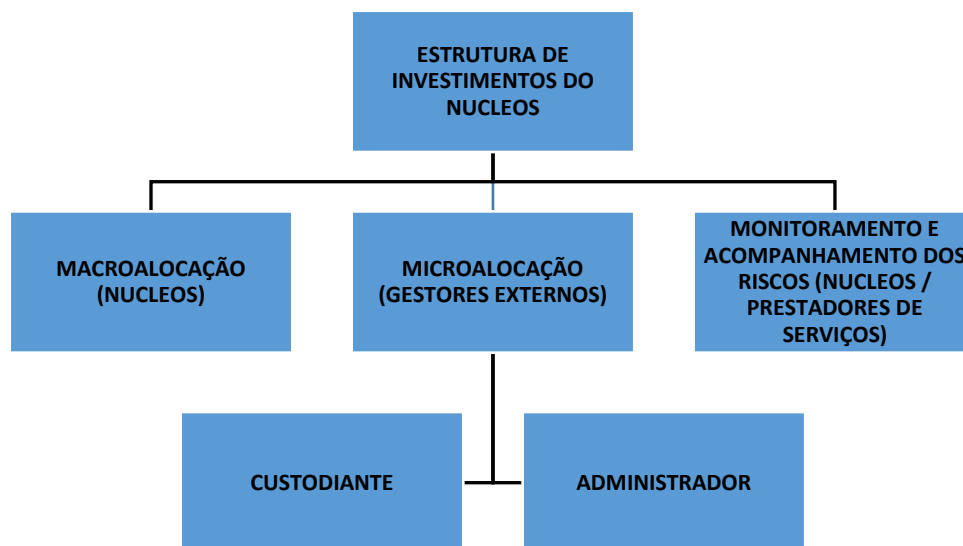 ESTRUTURA DE
INVESTIMENTOS DO
NUCLEOS
MACROALOCAÇÃO
(NUCLEOS)
MICROALOCAÇÃO
(GESTORES EXTERNOS)
MONITORAMENTO E
ACOMPANHAMENTO DOS
RISCOS (NUCLEOS /
PRESTADORES DE
SERVIÇOS)
CUSTODIANTE
ADMINISTRADOR